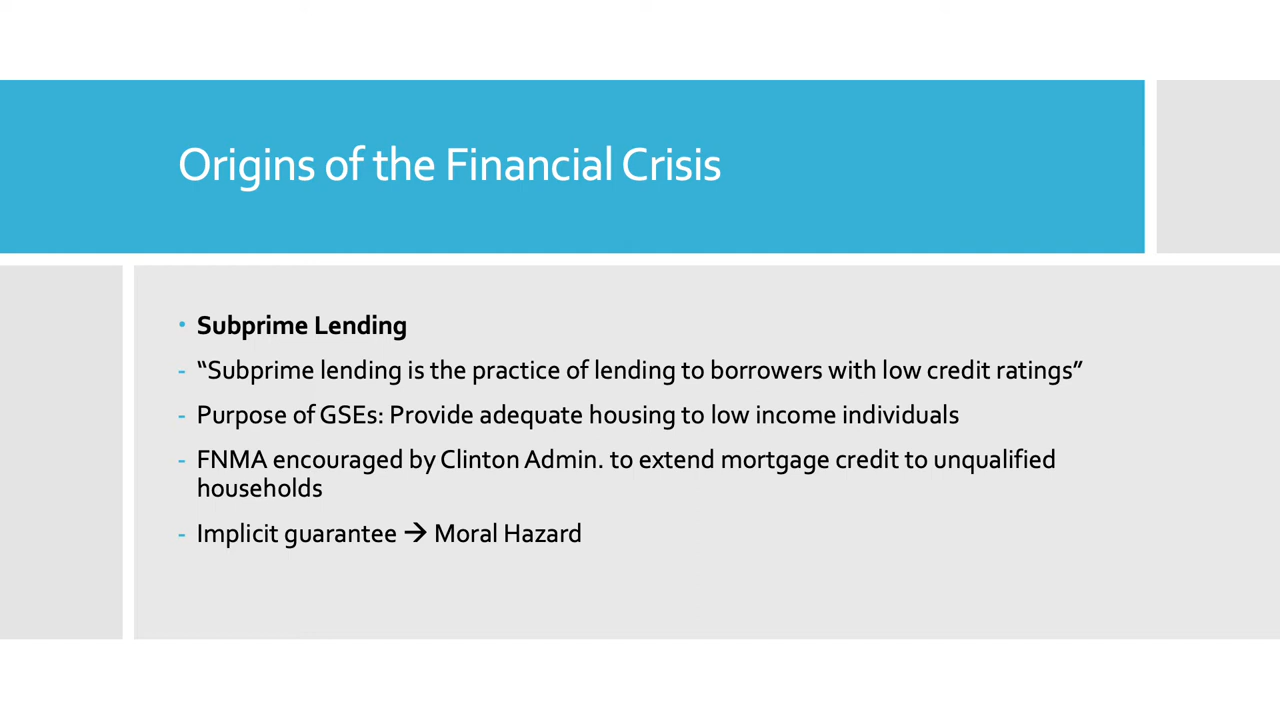 Origins of the Financial Crisis
• Subprime Lending
- “Subprime lending is the practice of lending to borrowers with low credit ratings”
- Purpose of GSEs: Provide adequate housing to low income individuals
- FNMA encouraged by Clinton Admin. to extend mortgage credit to unqualified
households
- Implicit guarantee → Moral Hazard